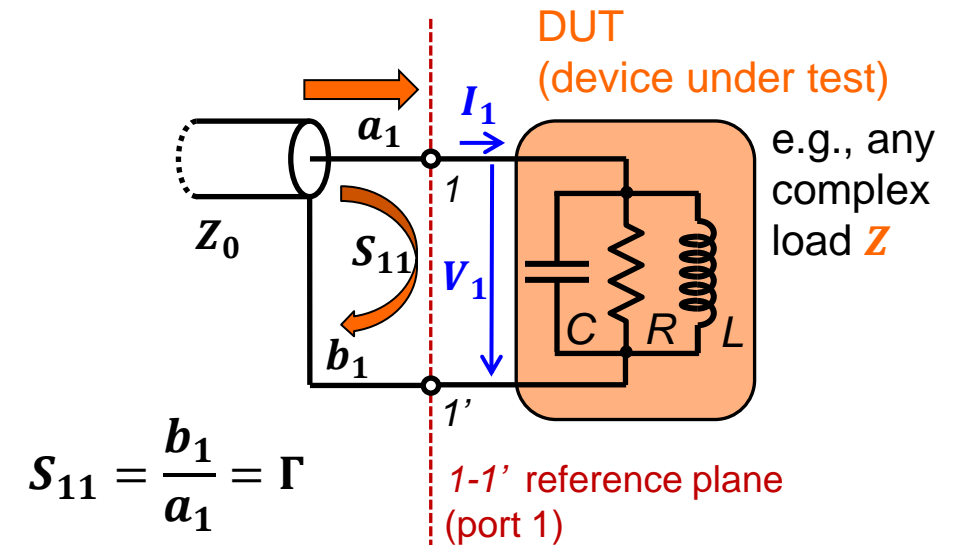 DUT
(device under test)
a₁
I₁
1
e.g., any
complex
load Z
Z₀
S₁₁
V₁
C R L
b₁
1'
S₁₁ = b₁/a₁ = Γ
1-1' reference plane
(port 1)